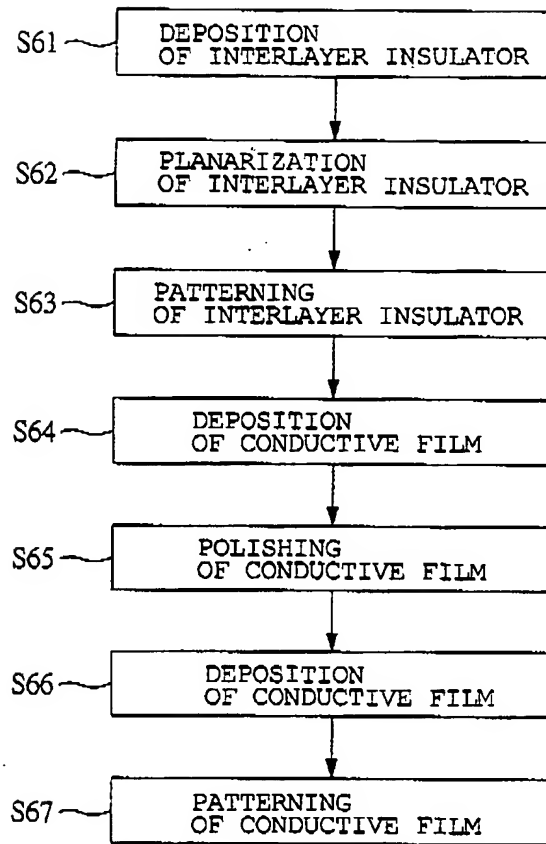 S61
DEPOSITION
OF INTERLAYER INSULATOR
S62
PLANARIZATION
OF INTERLAYER INSULATOR
S63
PATTERNING
OF INTERLAYER INSULATOR
S64
DEPOSITION
OF CONDUCTIVE FILM
S65
POLISHING
OF CONDUCTIVE FILM
S66
DEPOSITION
OF CONDUCTIVE FILM
S67
PATTERNING
OF CONDUCTIVE FILM